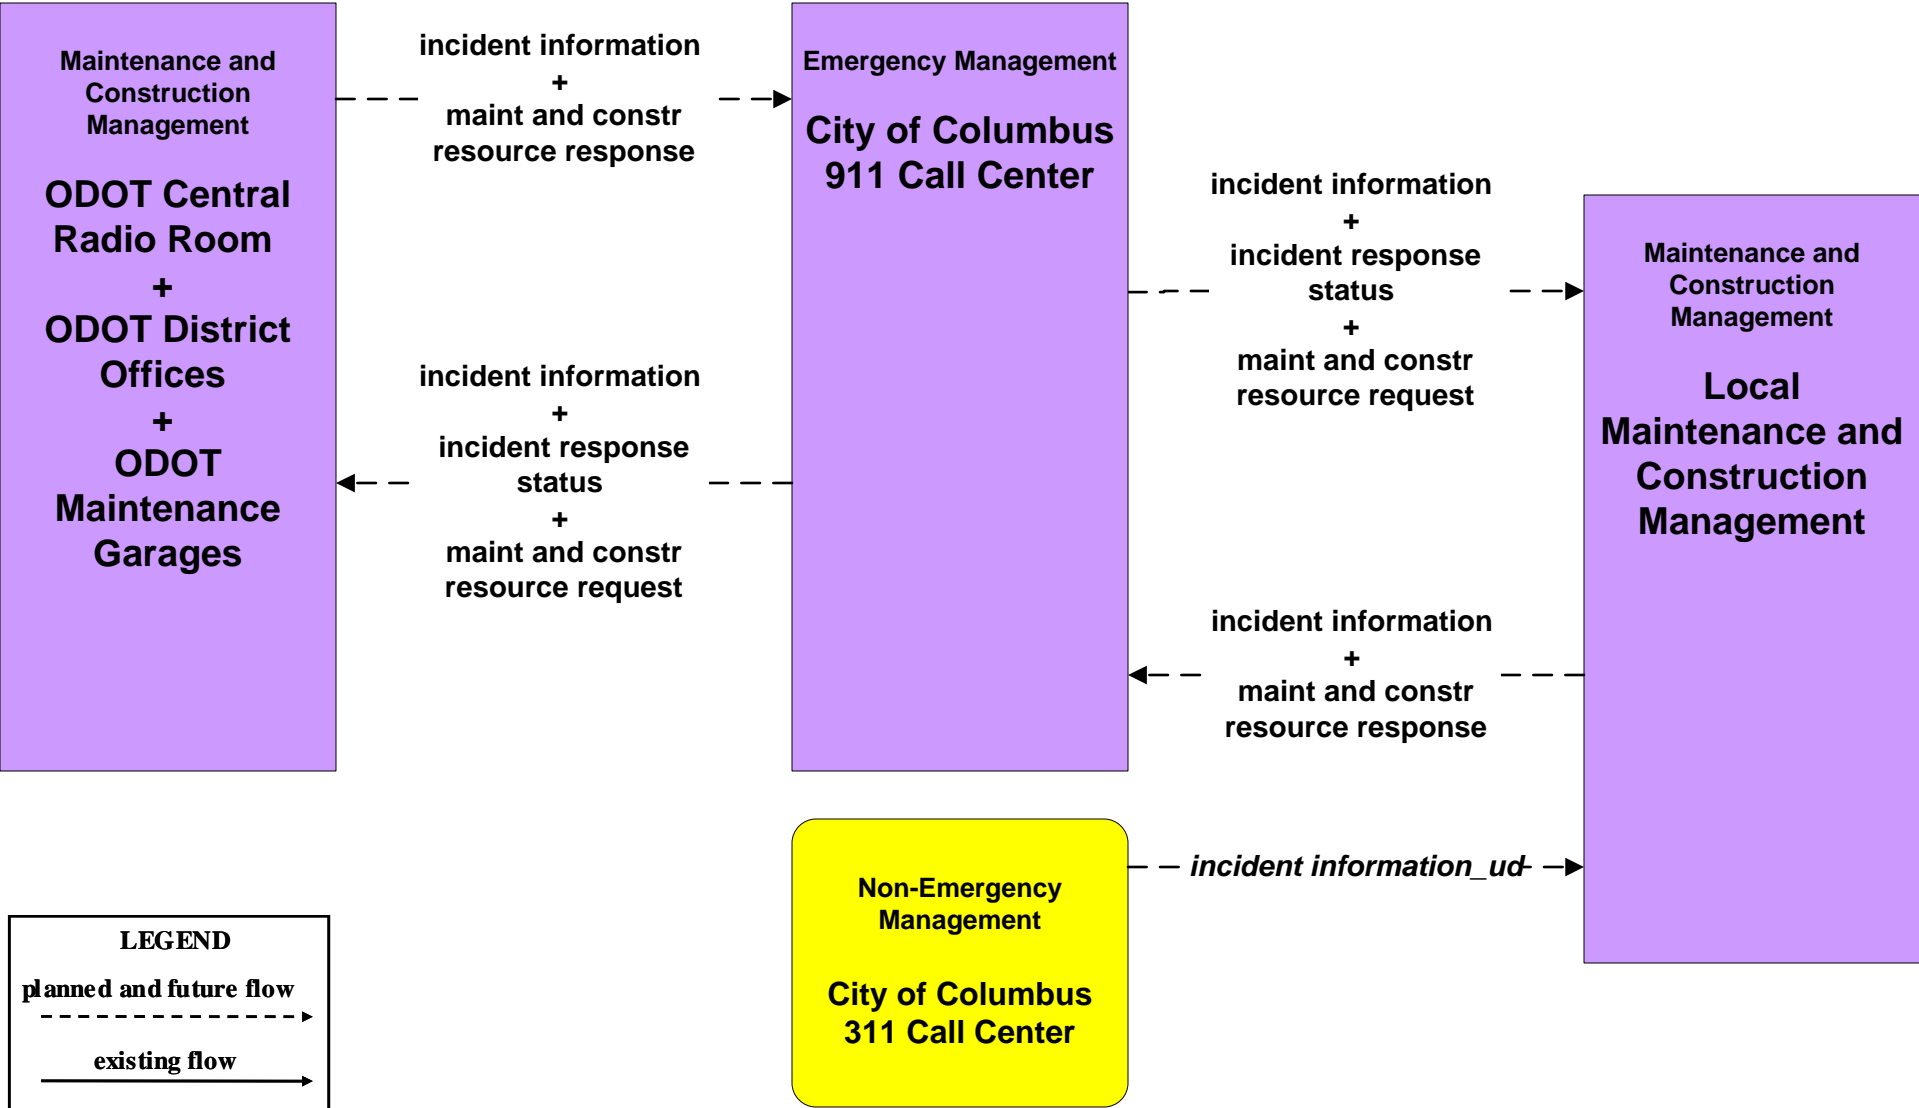 Maintenance and
Construction
Management
ODOT Central
Radio Room
+
ODOT District
Offices
+
ODOT
Maintenance
Garages
incident information
+
maint and constr
resource response
incident information
+
incident response
status
+
maint and constr
resource request
Emergency Management
City of Columbus
911 Call Center
incident information
+
incident response
status
+
maint and constr
resource request
incident information
+
maint and constr
resource response
Maintenance and
Construction
Management
Local
Maintenance and
Construction
Management
Non-Emergency
Management
City of Columbus
311 Call Center
incident information_ud
LEGEND
planned and future flow
existing flow